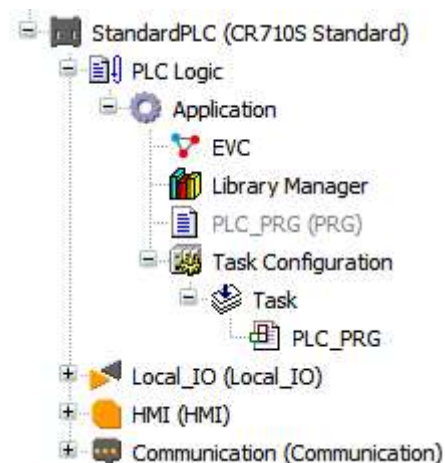 StandardPLC (CR710S Standard)
PLC Logic
Application
EVC
Library Manager
PLC_PRG (PRG)
Task Configuration
Task
PLC_PRG
Local_IO (Local_IO)
HMI (HMI)
Communication (Communication)